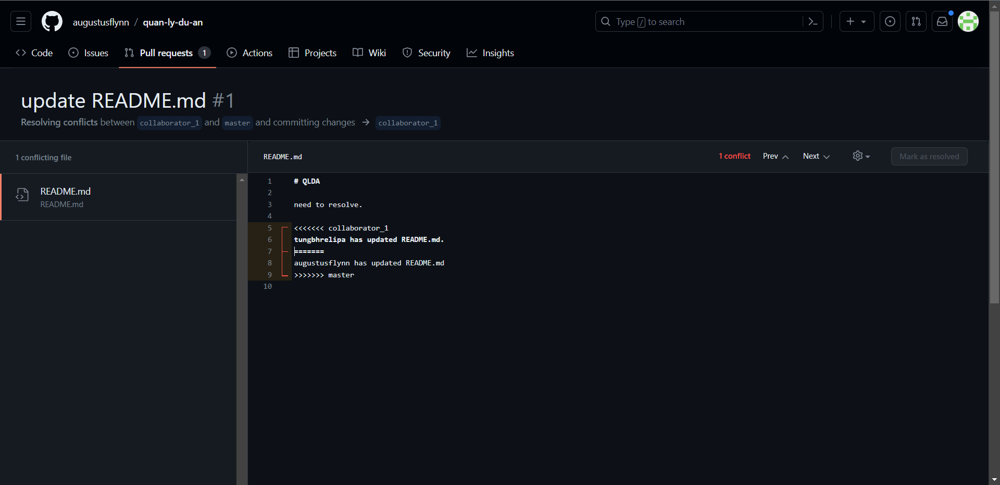 augustusflynn / quan-ly-du-an
Type / to search
Code
Issues
Pull requests 1
Actions
Projects
Wiki
Security
Insights
update README.md #1
Resolving conflicts between collaborator_1 and master and committing changes → collaborator_1
1 conflicting file
README.md
README.md
README.md
1 conflict
Prev
Next
Mark as resolved
1 # QLDA
2
3 need to resolve.
4
5 <<<<<<< collaborator_1
6 tungbhrelipa has updated README.md.
7 =======
8 augustusflynn has updated README.md
9 >>>>>>> master
10